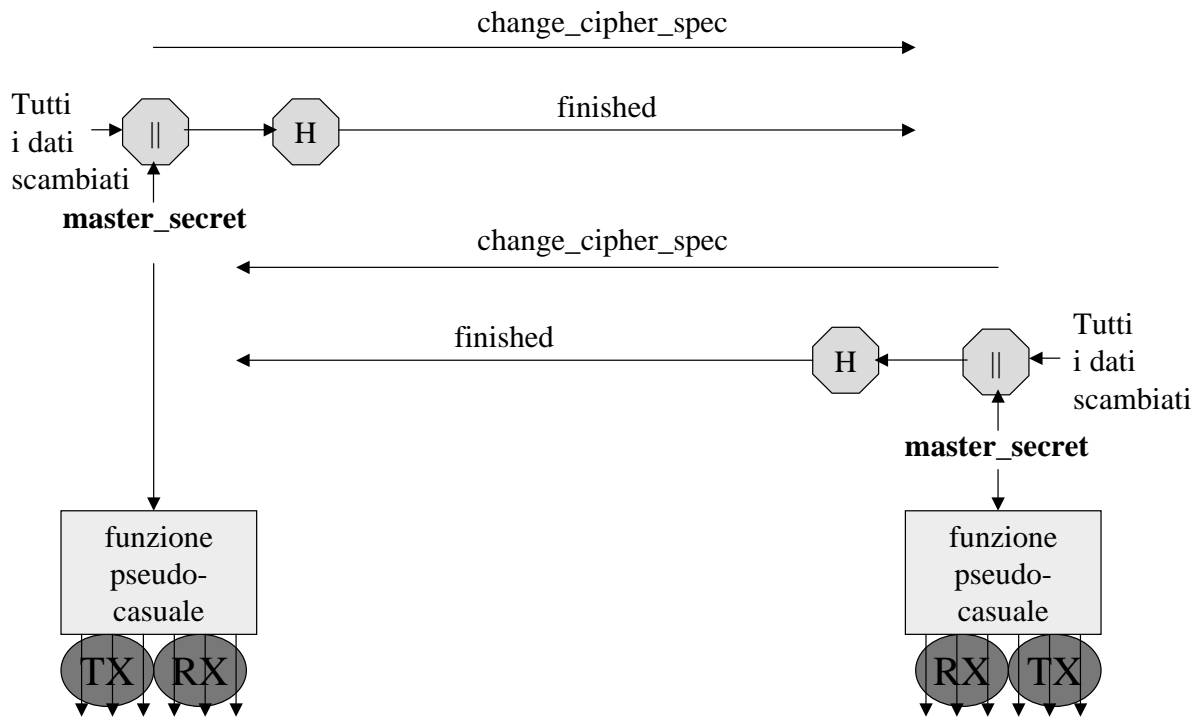 change_cipher_spec
Tutti
i dati
scambiati
||
H
finished
master_secret
change_cipher_spec
finished
H
||
Tutti
i dati
scambiati
master_secret
funzione
pseudo-
casuale
TX RX
funzione
pseudo-
casuale
RX TX